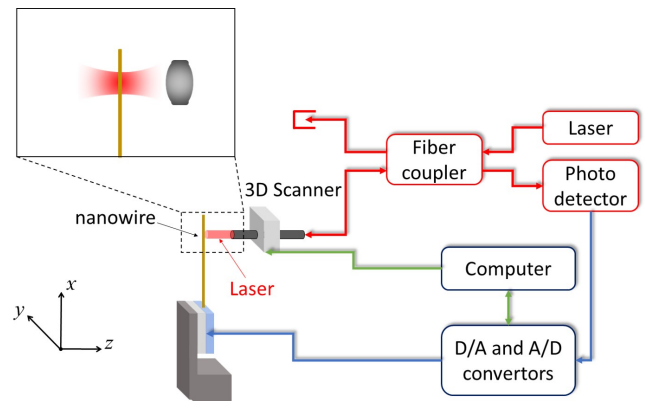 Laser
Fiber
coupler
Photo
detector
3D Scanner
nanowire
Laser
Computer
x
y
z
D/A and A/D
convertors